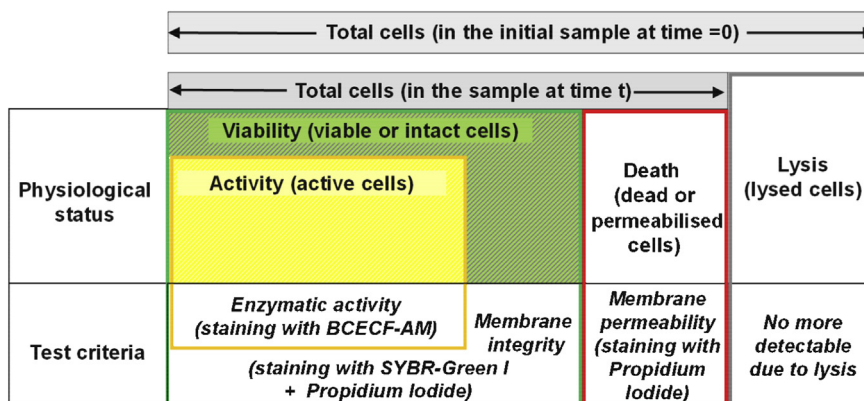 Total cells (in the initial sample at time =0)
Total cells (in the sample at time t)
Viability (viable or intact cells)
Activity (active cells)
Physiological
status
Death
(dead or
permeabilised
cells)
Lysis
(lysed cells)
Test criteria
Enzymatic activity
(staining with BCECF-AM)
Membrane
integrity
(staining with SYBR-Green I
+ Propidium Iodide)
Membrane
permeability
(staining with
Propidium
Iodide)
No more
detectable
due to lysis